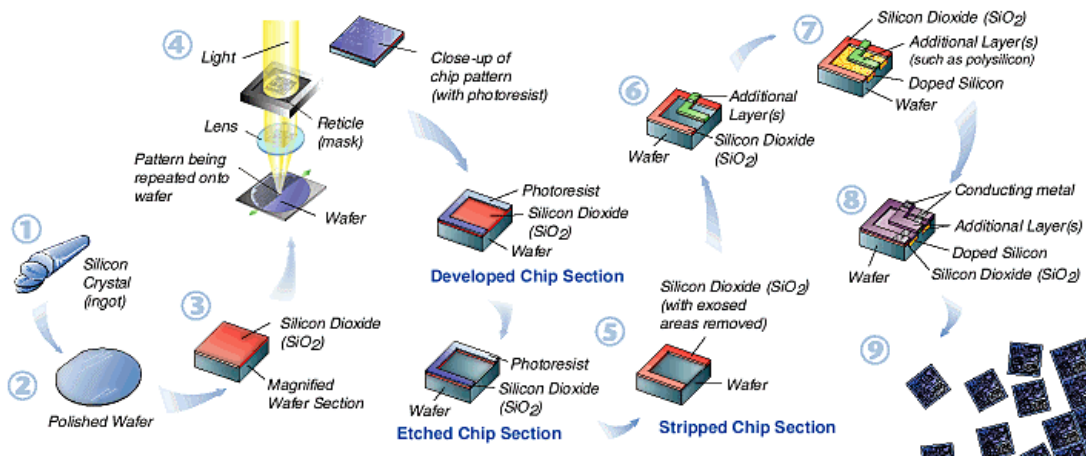 1
Silicon
Crystal
(ingot)
2
Polished Wafer
3
Silicon Dioxide
(SiO2)
Magnified
Wafer Section
4
Light
Lens
Reticle
(mask)
Pattern being
repeated onto
wafer
Wafer
Close-up of
chip pattern
(with photoresist)
Photoresist
Silicon Dioxide
(SiO2)
Wafer
Developed Chip Section
Photoresist
Silicon Dioxide
(SiO2)
Wafer
Etched Chip Section
5
Silicon Dioxide (SiO2)
(with exosed
areas removed)
Wafer
Stripped Chip Section
6
Additional
Layer(s)
Silicon Dioxide
(SiO2)
Wafer
7
Silicon Dioxide (SiO2)
Additional Layer(s)
(such as polysilicon)
Doped Silicon
Wafer
8
Conducting metal
Additional Layer(s)
Doped Silicon
Silicon Dioxide (SiO2)
Wafer
9